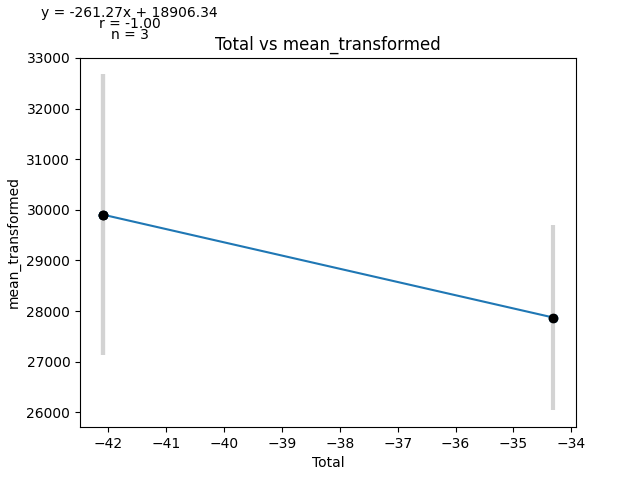 y = -261.27x + 18906.34
r = -1.00
n = 3
Total vs mean_transformed
33000
32000
31000
30000
29000
28000
27000
26000
mean_transformed
−42 −41 −40 −39 −38 −37 −36 −35 −34
Total